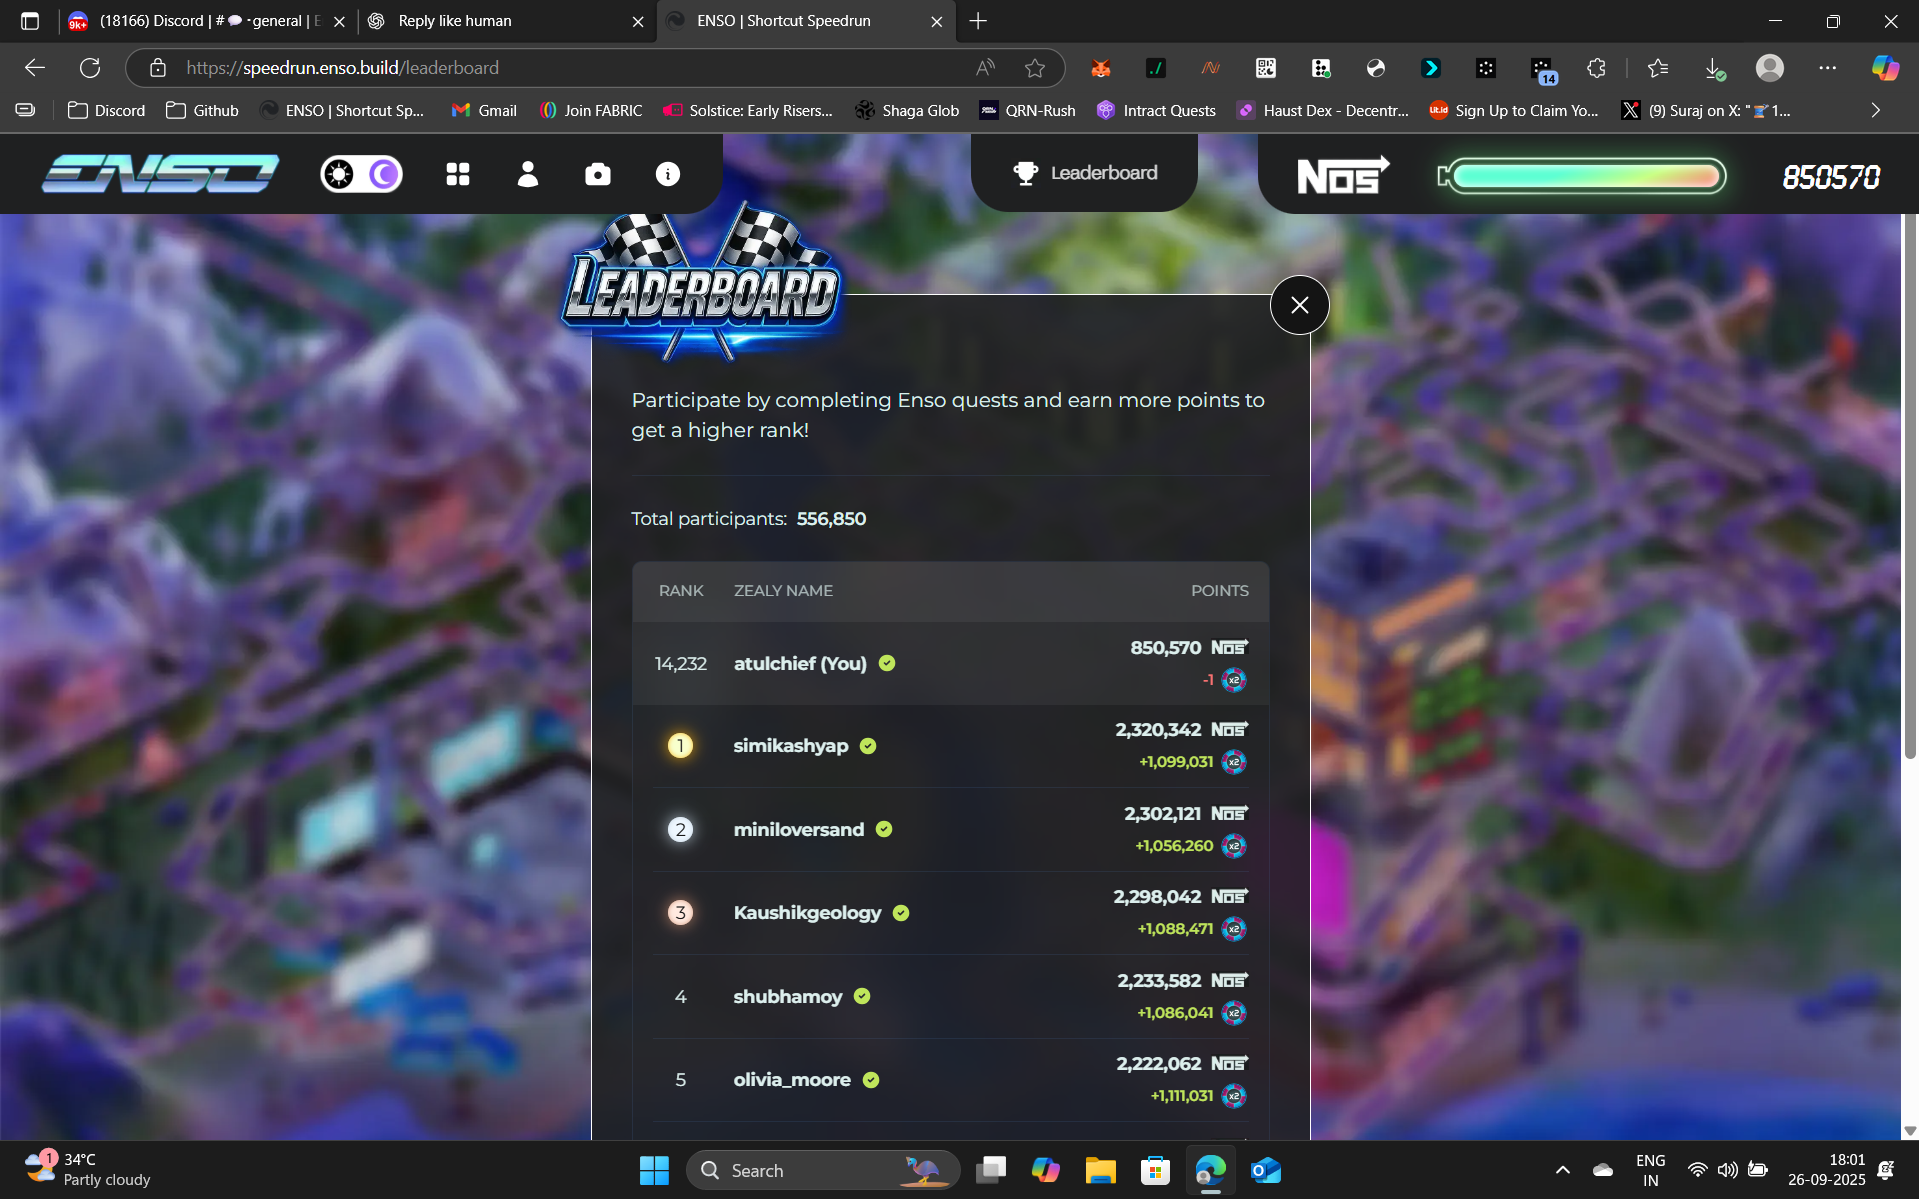 9k+ (18166) Discord | # 💬・general | E
Reply like human
ENSO | Shortcut Speedrun
https://speedrun.enso.build/leaderboard
14
Discord
Github
ENSO | Shortcut Sp...
Gmail
Join FABRIC
Solstice: Early Risers...
Shaga Glob
QRN-Rush
Intract Quests
Haust Dex - Decentr...
Sign Up to Claim Yo...
(9) Suraj on X: "⏳1...
ENSO
Leaderboard
NOS
850570
LEADERBOARD
Participate by completing Enso quests and earn more points to
get a higher rank!
Total participants: 556,850
RANK ZEALY NAME POINTS
14,232 atulchief (You) 850,570 NOS
-1 x2
1 simikashyap 2,320,342 NOS
+1,099,031 x2
2 miniloversand 2,302,121 NOS
+1,056,260 x2
3 Kaushikgeology 2,298,042 NOS
+1,088,471 x2
4 shubhamoy 2,233,582 NOS
+1,086,041 x2
5 olivia_moore 2,222,062 NOS
+1,111,031 x2
1
34°C
Partly cloudy
Search
ENG
IN
18:01
26-09-2025